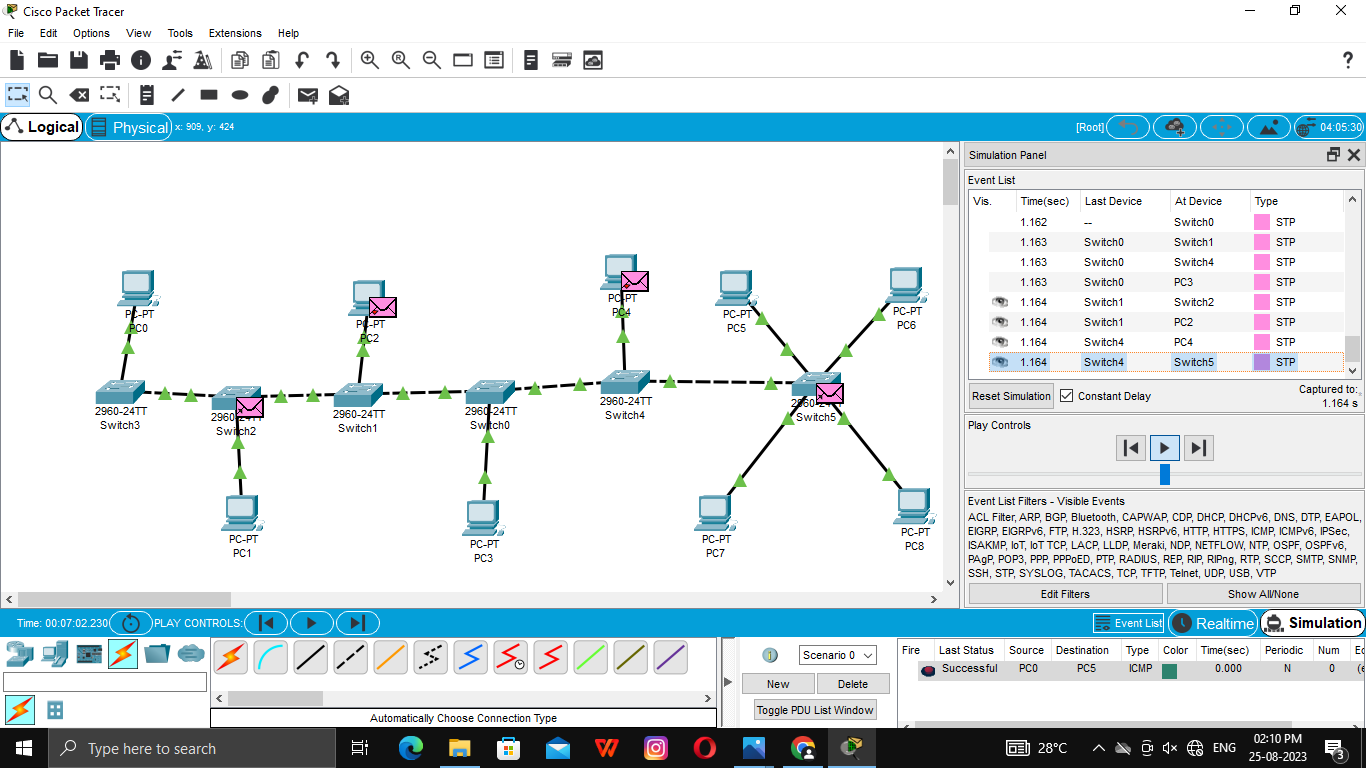 Cisco Packet Tracer
File Edit Options View Tools Extensions Help
?
Logical Physical x: 909, y: 424 [Root] 04:05:30
Simulation Panel
Event List
Vis. Time(sec) Last Device At Device Type
1.162 -- Switch0 STP
1.163 Switch0 Switch1 STP
1.163 Switch0 Switch4 STP
1.163 Switch0 PC3 STP
1.164 Switch1 Switch2 STP
1.164 Switch1 PC2 STP
1.164 Switch4 PC4 STP
1.164 Switch4 Switch5 STP
Reset Simulation Constant Delay Captured to:
1.164 s
Play Controls
Event List Filters - Visible Events
ACL Filter, ARP, BGP, Bluetooth, CAPWAP, CDP, DHCP, DHCPv6, DNS, DTP, EAPOL,
EIGRP, EIGRPv6, FTP, H.323, HSRP, HSRPv6, HTTP, HTTPS, ICMP, ICMPv6, IPSec,
ISAKMP, IoT, IoT TCP, LACP, LLDP, Meraki, NDP, NETFLOW, NTP, OSPF, OSPFv6,
PAgP, POP3, PPP, PPPoED, PTP, RADIUS, REP, RIP, RIPng, RTP, SCCP, SMTP, SNMP,
SSH, STP, SYSLOG, TACACS, TCP, TFTP, Telnet, UDP, USB, VTP
Edit Filters Show All/None
PC-PT
PC0
PC-PT
PC2
PC-PT
PC4
PC-PT
PC5
PC-PT
PC6
2960-24TT
Switch3
2960-24TT
Switch2
2960-24TT
Switch1
2960-24TT
Switch0
2960-24TT
Switch4
2960-24TT
Switch5
PC-PT
PC1
PC-PT
PC3
PC-PT
PC7
PC-PT
PC8
Time: 00:07:02.230 PLAY CONTROLS: Event List Realtime Simulation
Automatically Choose Connection Type
Scenario 0
New Delete
Toggle PDU List Window
Fire Last Status Source Destination Type Color Time(sec) Periodic Num
Successful PC0 PC5 ICMP 0.000 N 0
Type here to search
28°C ENG 02:10 PM
25-08-2023
3